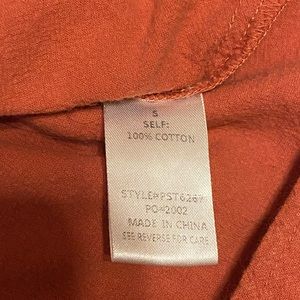 S
SELF:
100% COTTON
STYLE#PST6267
PO#2002
MADE IN CHINA
SEE REVERSE FOR CARE